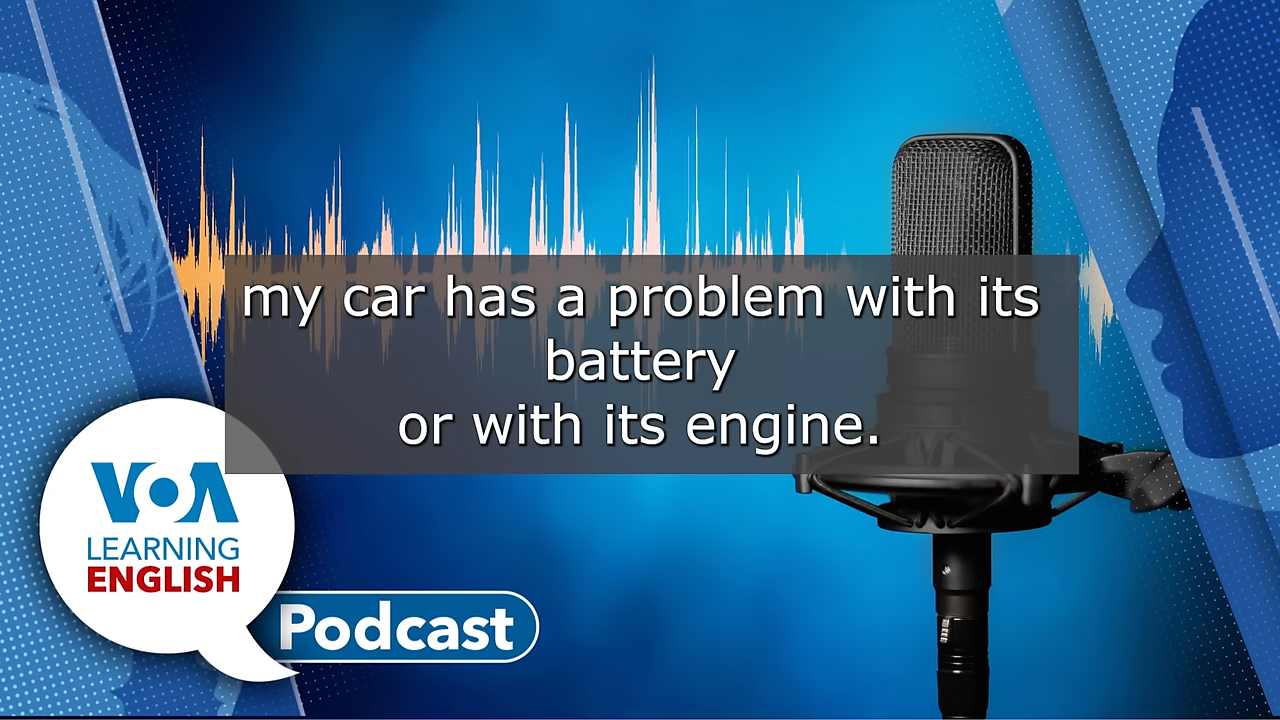 my car has a problem with its
battery
or with its engine.
VOA
LEARNING
ENGLISH
Podcast